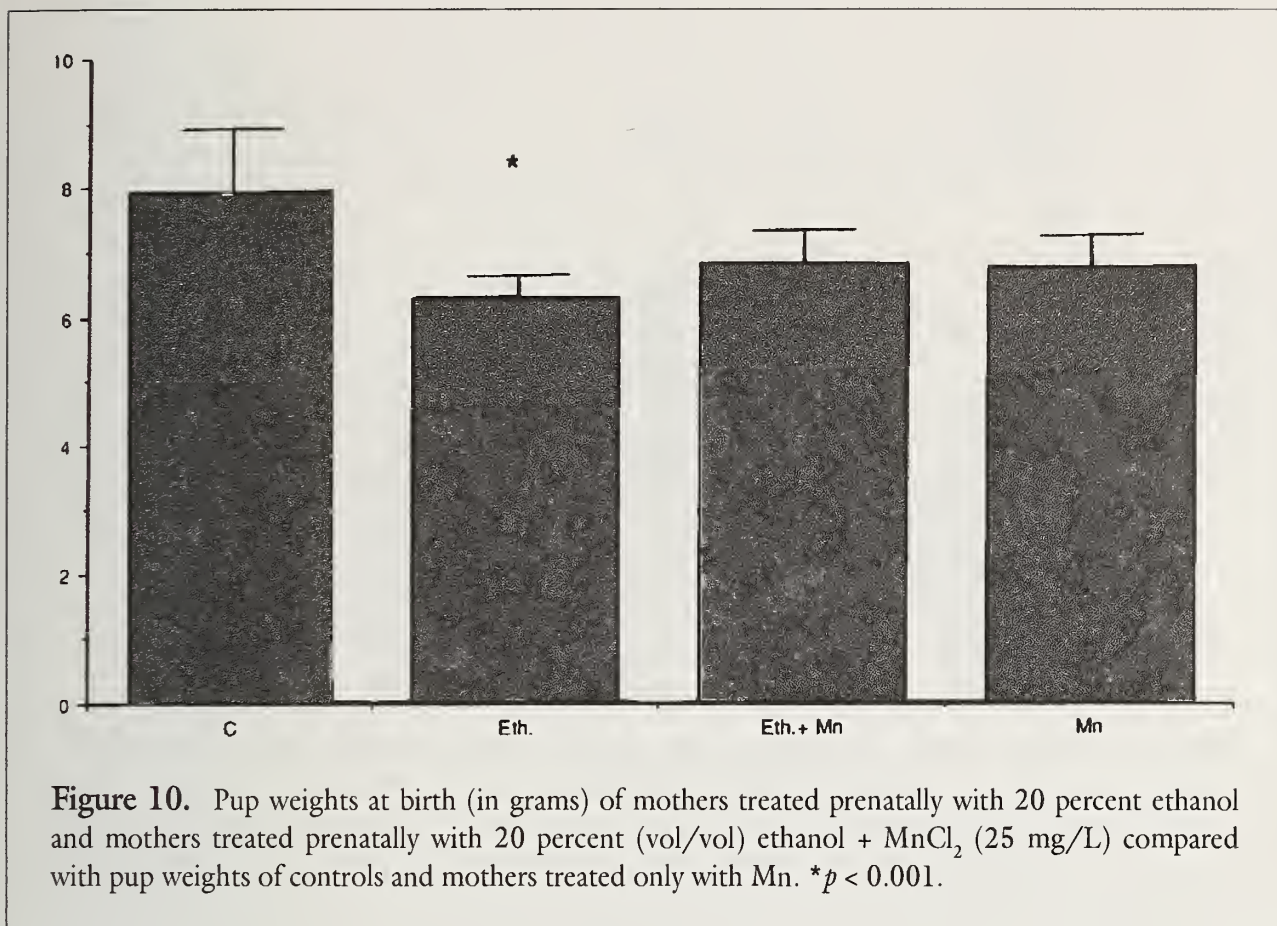 10
8
*
6
4
2
0
C Eth. Eth.+ Mn Mn
Figure 10. Pup weights at birth (in grams) of mothers treated prenatally with 20 percent ethanol
and mothers treated prenatally with 20 percent (vol/vol) ethanol + MnCl₂ (25 mg/L) compared
with pup weights of controls and mothers treated only with Mn. *p < 0.001.